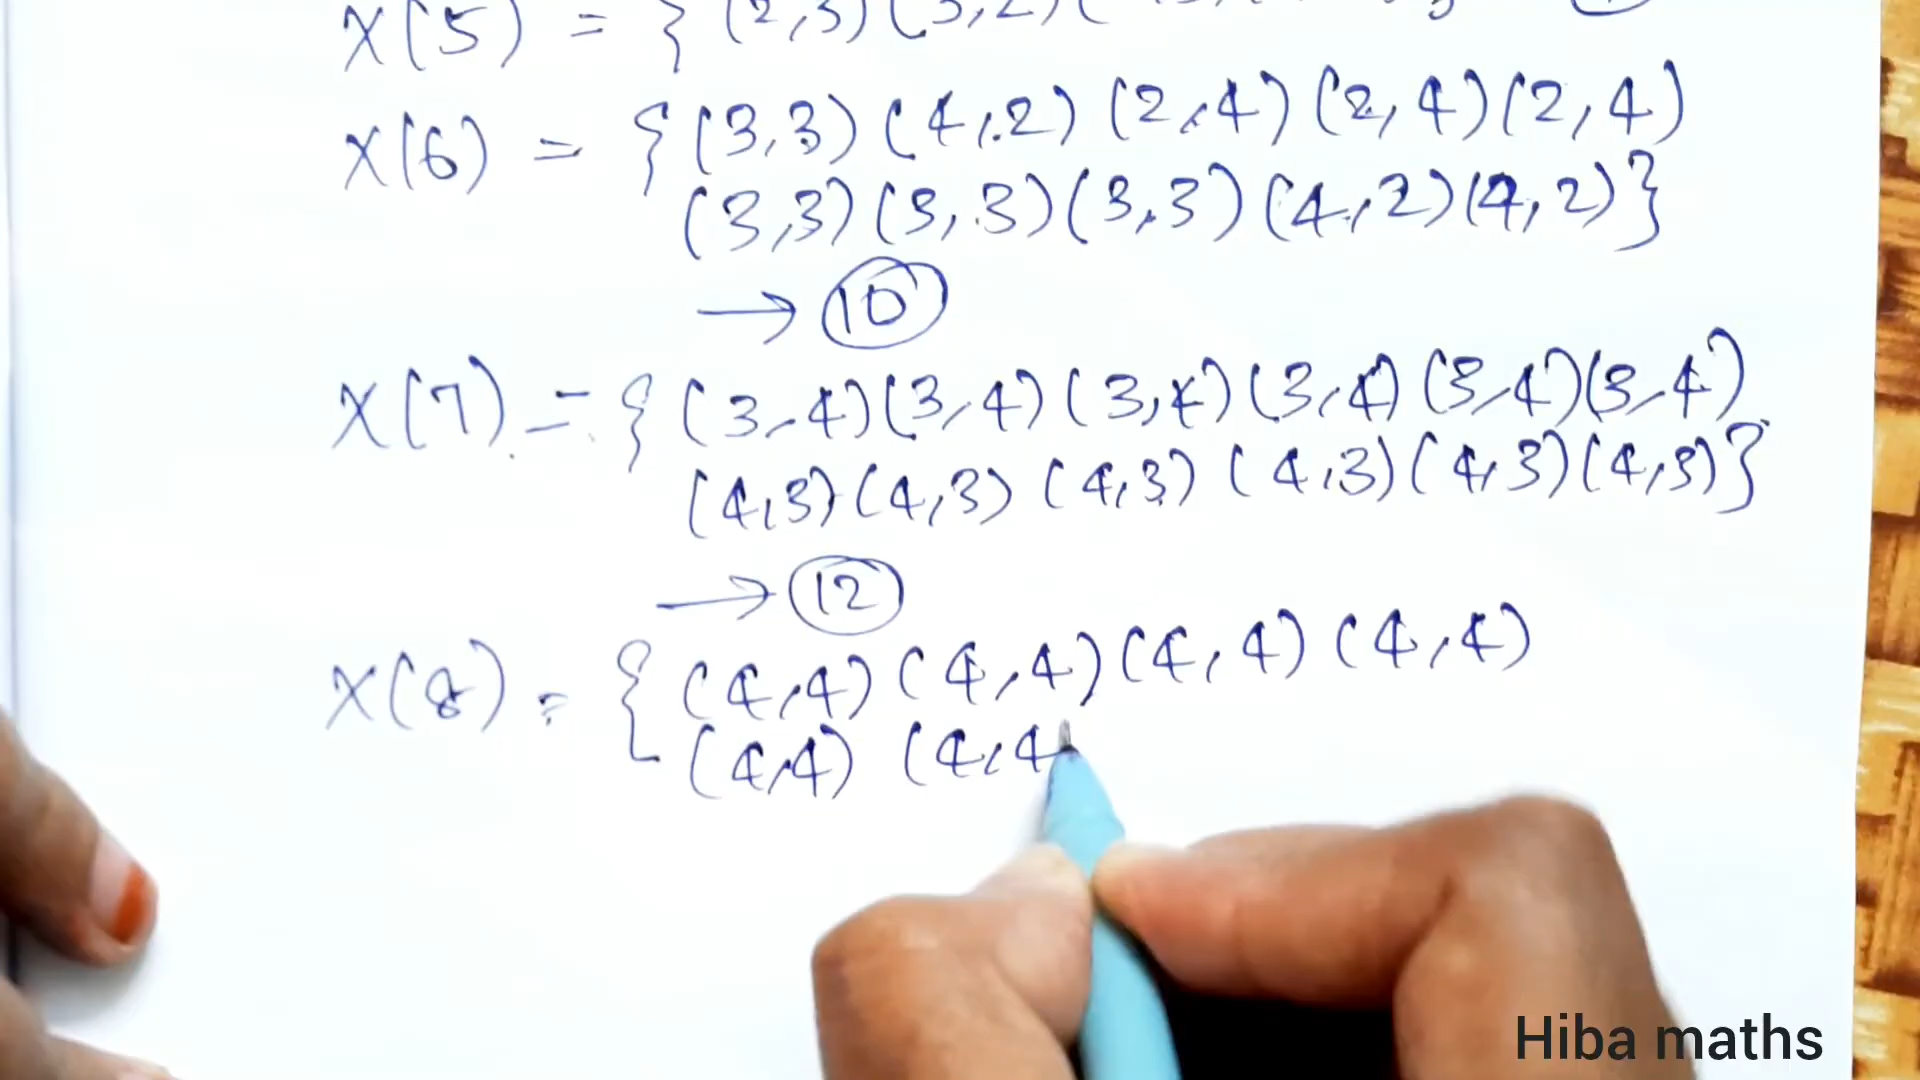 X(5) = { (2,3) (3,2)
X(6) = { (3,3) (4,2) (2,4) (2,4) (2,4)
(3,3) (3,3) (3,3) (4,2) (4,2) }
→ 10
X(7) = { (3,4) (3,4) (3,4) (3,4) (3,4) (3,4)
(4,3) (4,3) (4,3) (4,3) (4,3) (4,3) }
→ 12
X(8) = { (4,4) (4,4) (4,4) (4,4)
(4,4) (4,4
Hiba maths